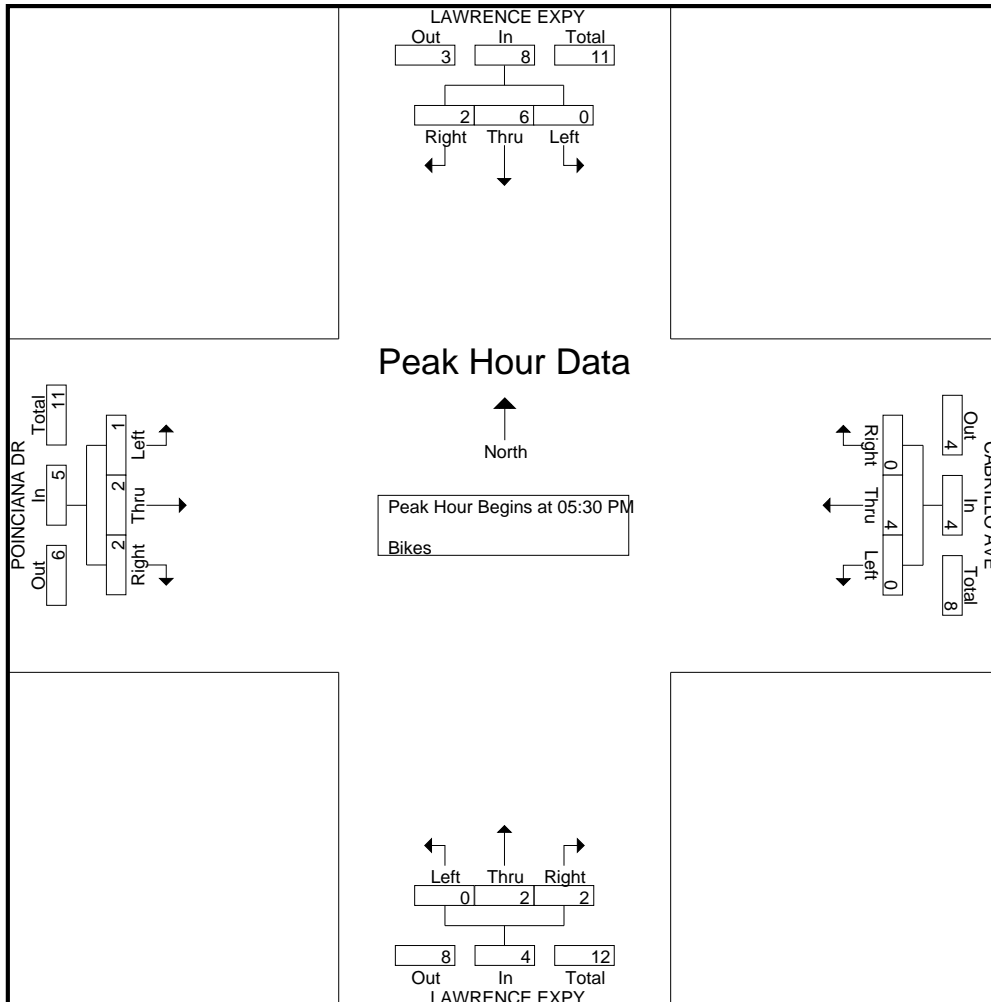 LAWRENCE EXPY
Out In Total
3 8 11
2 6 0
Right Thru Left
Peak Hour Data
North
Peak Hour Begins at 05:30 PM
Bikes
POINCIANA DR
Total In Out
11 5 6
1 2 2
Left Thru Right
CABRILLO AVE
Out In Total
4 4 8
0 4 0
Right Thru Left
Left Thru Right
0 2 2
8 4 12
Out In Total
LAWRENCE EXPY